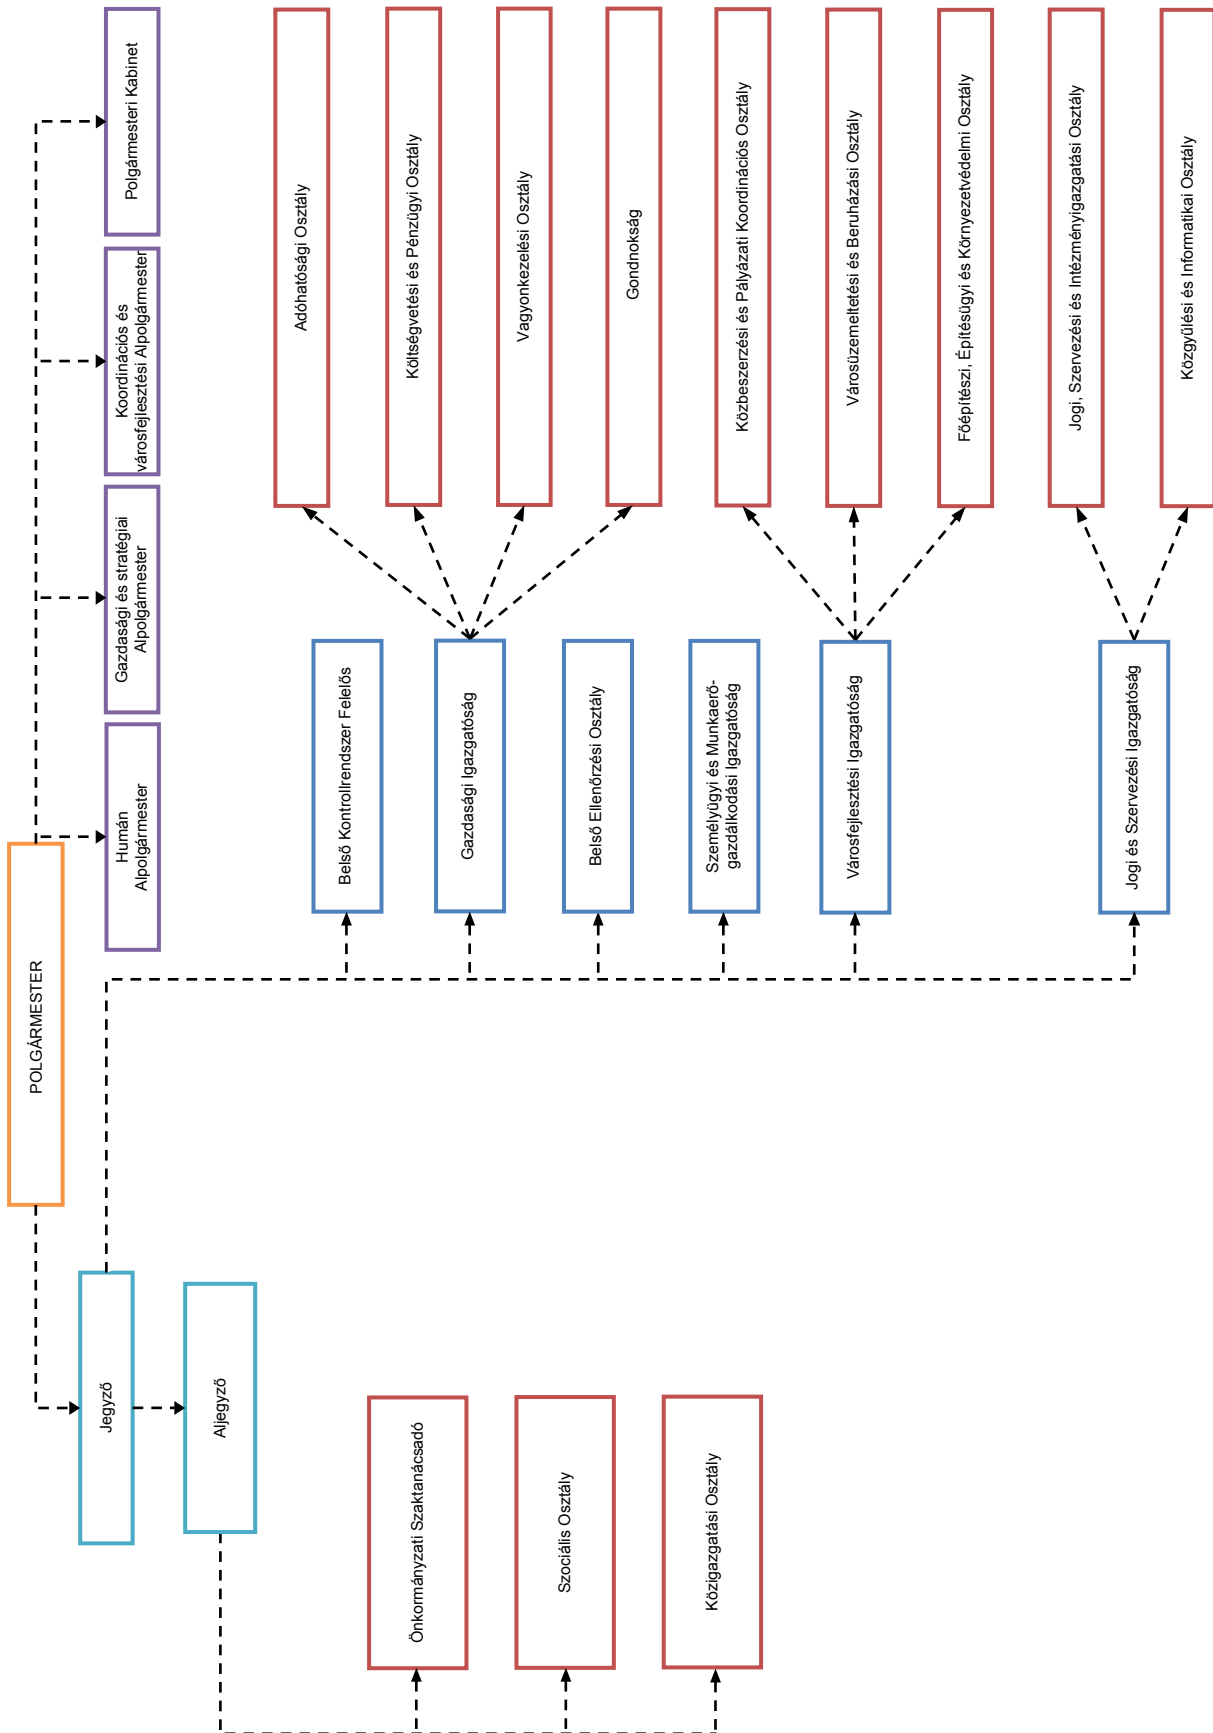 POLGÁRMESTER
Jegyző
Aljegyző
Humán
Alpolgármester
Gazdasági és stratégiai
Alpolgármester
Koordinációs és
városfejlesztési Alpolgármester
Polgármesteri Kabinet
Belső Kontrollrendszer Felelős
Gazdasági Igazgatóság
Belső Ellenőrzési Osztály
Személyügyi és Munkaerő-
gazdálkodási Igazgatóság
Városfejlesztési Igazgatóság
Jogi és Szervezési Igazgatóság
Adóhatósági Osztály
Költségvetési és Pénzügyi Osztály
Vagyonkezelési Osztály
Gondnokság
Közbeszerzési és Pályázati Koordinációs Osztály
Városüzemeltetési és Beruházási Osztály
Főépítészi, Építésügyi és Környezetvédelmi Osztály
Jogi, Szervezési és Intézményigazgatási Osztály
Közgyűlési és Informatikai Osztály
Önkormányzati Szaktanácsadó
Szociális Osztály
Közigazgatási Osztály